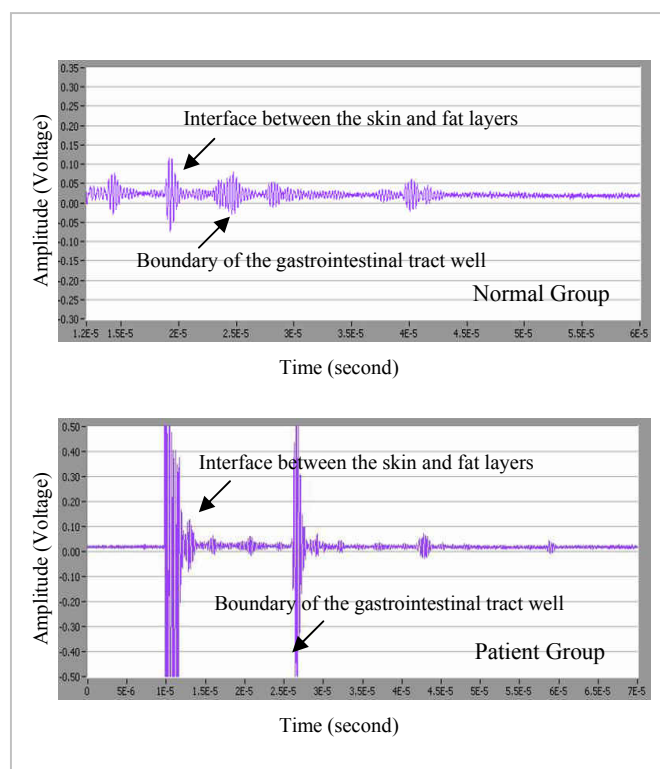 0.35
0.30
0.25
0.20
0.15
0.10
0.05
0.00
-0.05
-0.10
-0.15
-0.20
-0.25
-0.30
Amplitude (Voltage)
Interface between the skin and fat layers
Boundary of the gastrointestinal tract well
Normal Group
1.2E-5 1.5E-5 2E-5 2.5E-5 3E-5 3.5E-5 4E-5 4.5E-5 5E-5 5.5E-5 6E-5
Time (second)
0.50
0.40
0.30
0.20
0.10
0.00
-0.10
-0.20
-0.30
-0.40
-0.50
Amplitude (Voltage)
Interface between the skin and fat layers
Boundary of the gastrointestinal tract well
Patient Group
0 5E-6 1E-5 1.5E-5 2E-5 2.5E-5 3E-5 3.5E-5 4E-5 4.5E-5 5E-5 5.5E-5 6E-5 6.5E-5 7E-5
Time (second)